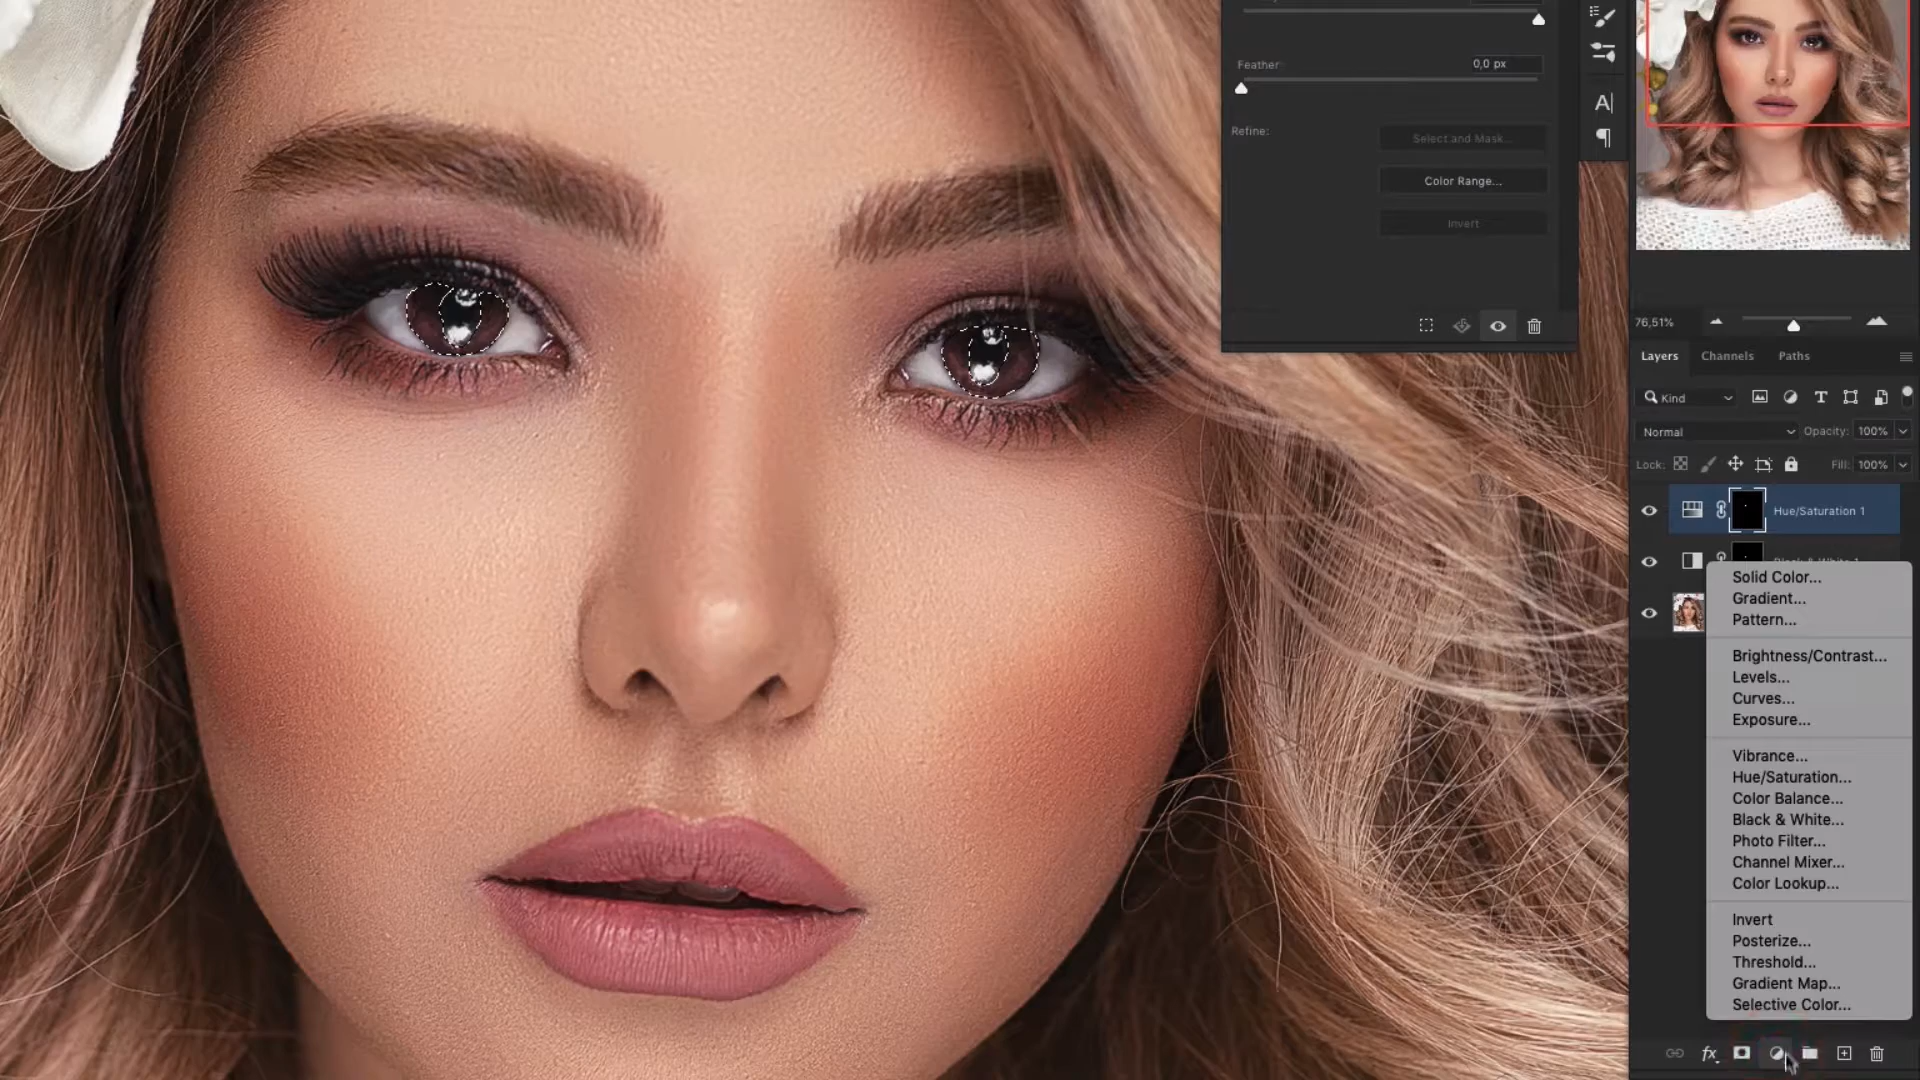 Feather
0,0 px
Refine:
Select and Mask...
Color Range...
Invert
76,51%
Layers
Channels
Paths
Kind
Normal
Opacity: 100%
Lock:
Fill: 100%
Hue/Saturation 1
Solid Color...
Gradient...
Pattern...
Brightness/Contrast...
Levels...
Curves...
Exposure...
Vibrance...
Hue/Saturation...
Color Balance...
Black & White...
Photo Filter...
Channel Mixer...
Color Lookup...
Invert
Posterize...
Threshold...
Gradient Map...
Selective Color...
fx